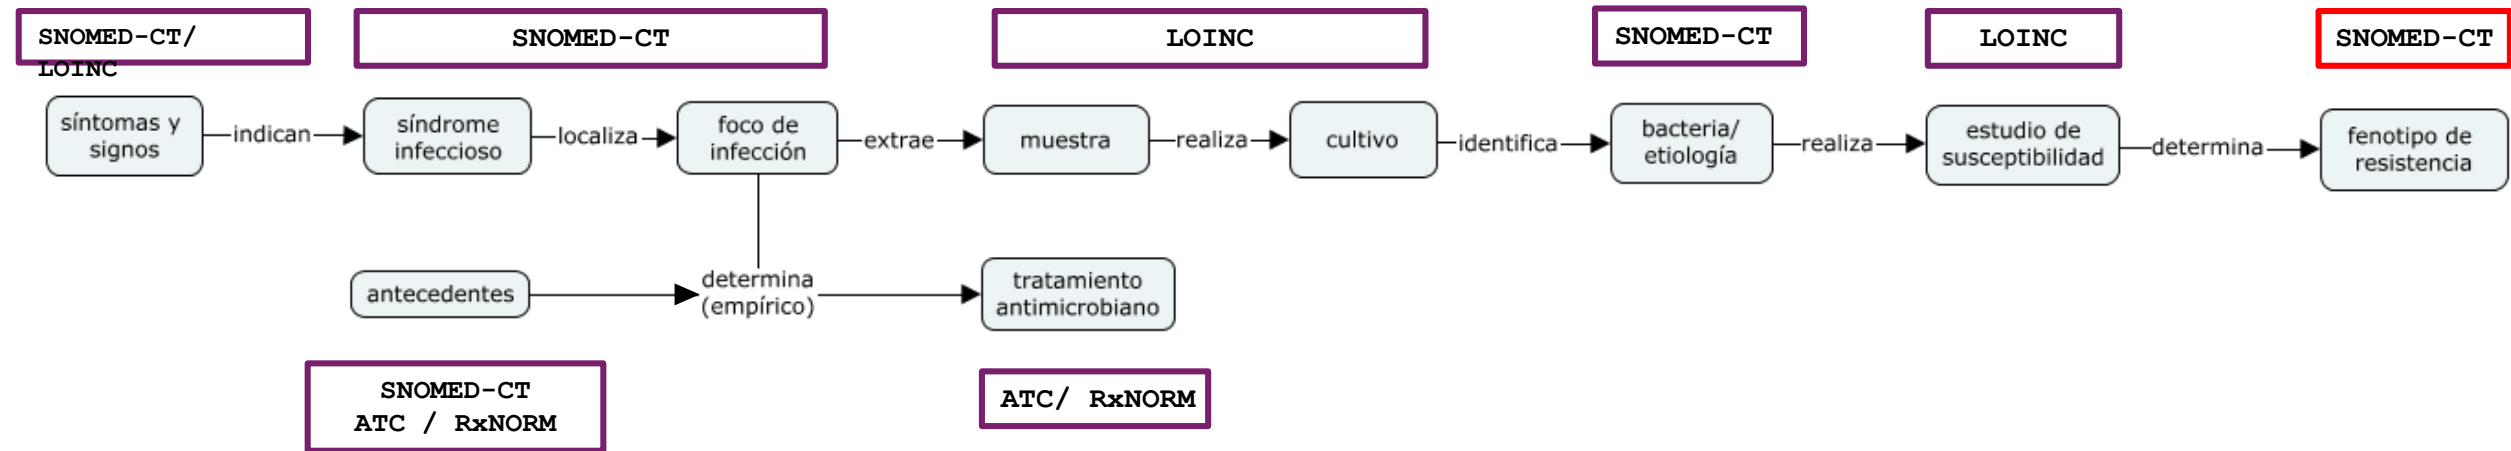 SNOMED-CT/
LOINC
SNOMED-CT
LOINC
SNOMED-CT
LOINC
SNOMED-CT
síntomas y
signos
indican
síndrome
infeccioso
localiza
foco de
infección
extrae
muestra
realiza
cultivo
identifica
bacteria/
etiología
realiza
estudio de
susceptibilidad
determina
fenotipo de
resistencia
antecedentes
determina
(empírico)
tratamiento
antimicrobiano
SNOMED-CT
ATC / RxNORM
ATC/ RxNORM